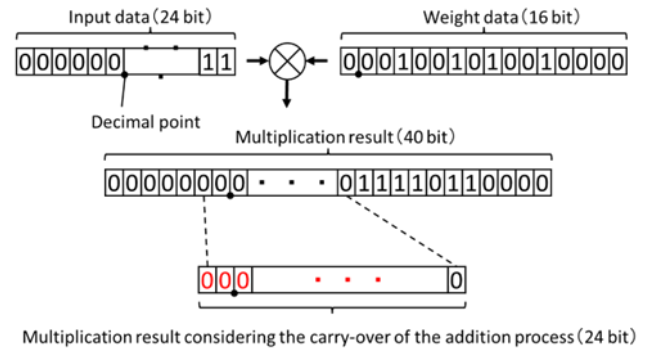 Input data (24 bit)
Weight data (16 bit)
000000 · · · 11
0001001010010000
Decimal point
Multiplication result (40 bit)
00000000 · · · 011110110000
000 · · · 0
Multiplication result considering the carry-over of the addition process (24 bit)